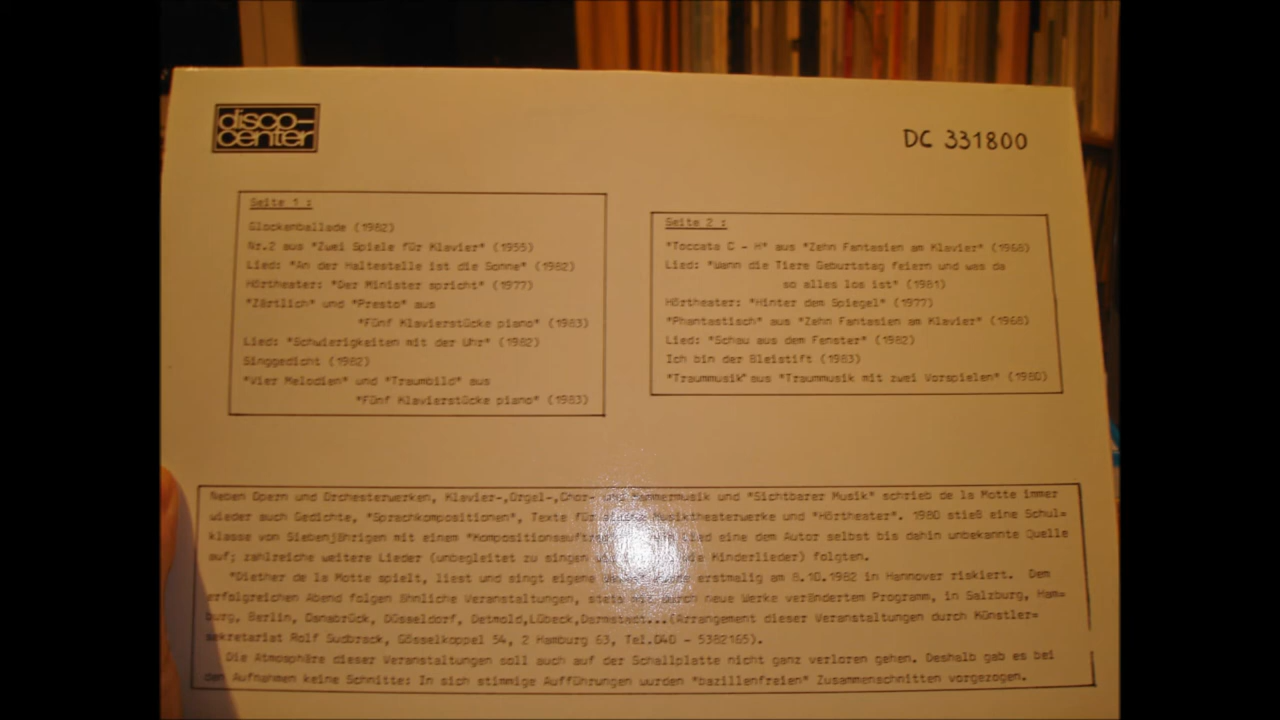 disco-
center
DC 331800
Seite 1 :
Glockenballade (1982)
Nr.2 aus "Zwei Spiele für Klavier" (1955)
Lied: "An der Haltestelle ist die Sonne" (1982)
Hörtheater: "Der Minister spricht" (1977)
"Zärtlich" und "Presto" aus
"Fünf Klavierstücke piano" (1983)
Lied: "Schwierigkeiten mit der Uhr" (1982)
Singgedicht (1982)
"Vier Melodien" und "Traumbild" aus
"Fünf Klavierstücke piano" (1983)
Seite 2 :
"Toccata C - H" aus "Zehn Fantasien am Klavier" (1968)
Lied: "Wann die Tiere Geburtstag feiern und was da
so alles los ist" (1981)
Hörtheater: "Hinter dem Spiegel" (1977)
"Phantastisch" aus "Zehn Fantasien am Klavier" (1968)
Lied: "Schau aus dem Fenster" (1982)
Ich bin der Bleistift (1983)
"Traummusik" aus "Traummusik mit zwei Vorspielen" (1980)
Neben Opern und Orchesterwerken, Klavier-,Orgel-,Chor- und Kammermusik und "Sichtbarer Musik" schrieb de la Motte immer
wieder auch Gedichte, "Sprachkompositionen", Texte für Musiktheaterwerke und "Hörtheater". 1980 stieß eine Schul=
klasse von Siebenjährigen mit einem "Kompositionsauftrag Lied eine dem Autor selbst bis dahin unbekannte Quelle
auf; zahlreiche weitere Lieder (unbegleitet zu singen Kinderlieder) folgten.
"Diether de la Motte spielt, liest und singt eigene erstmalig am 8.10.1982 in Hannover riskiert. Dem
erfolgreichen Abend folgen ähnliche Veranstaltungen, stets durch neue Werke verändertem Programm, in Salzburg, Ham=
burg, Berlin, Osnabrück, Düsseldorf, Detmold,Lübeck,Darmstadt...(Arrangement dieser Veranstaltungen durch Künstler=
sekretariat Rolf Sudbrack, Gösselkoppel 54, 2 Hamburg 63, Tel.040 - 5382165).
Die Atmosphäre dieser Veranstaltungen soll auch auf der Schallplatte nicht ganz verloren gehen. Deshalb gab es bei
den Aufnahmen keine Schnitte: In sich stimmige Aufführungen wurden "bazillenfreien" Zusammenschnitten vorgezogen.